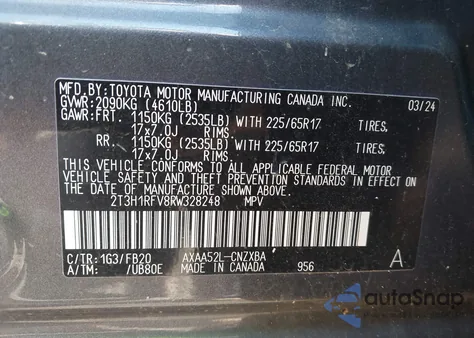 MFD.BY:TOYOTA MOTOR MANUFACTURING CANADA INC.
GVWR:2090KG (4610LB) 03/24
GAWR:FRT. 1150KG (2535LB) WITH 225/65R17 TIRES,
17x7.0J RIMS,
RR. 1150KG (2535LB) WITH 225/65R17 TIRES,
17x7.0J RIMS,
THIS VEHICLE CONFORMS TO ALL APPLICABLE FEDERAL MOTOR
VEHICLE SAFETY AND THEFT PREVENTION STANDARDS IN EFFECT
ON THE DATE OF MANUFACTURE SHOWN ABOVE.
2T3H1RFV8RW328248 MPV
C/TR:1G3/FB20 AXAA52L-CNZXBA A
A/TM: /UB80E MADE IN CANADA 956
autoSnap